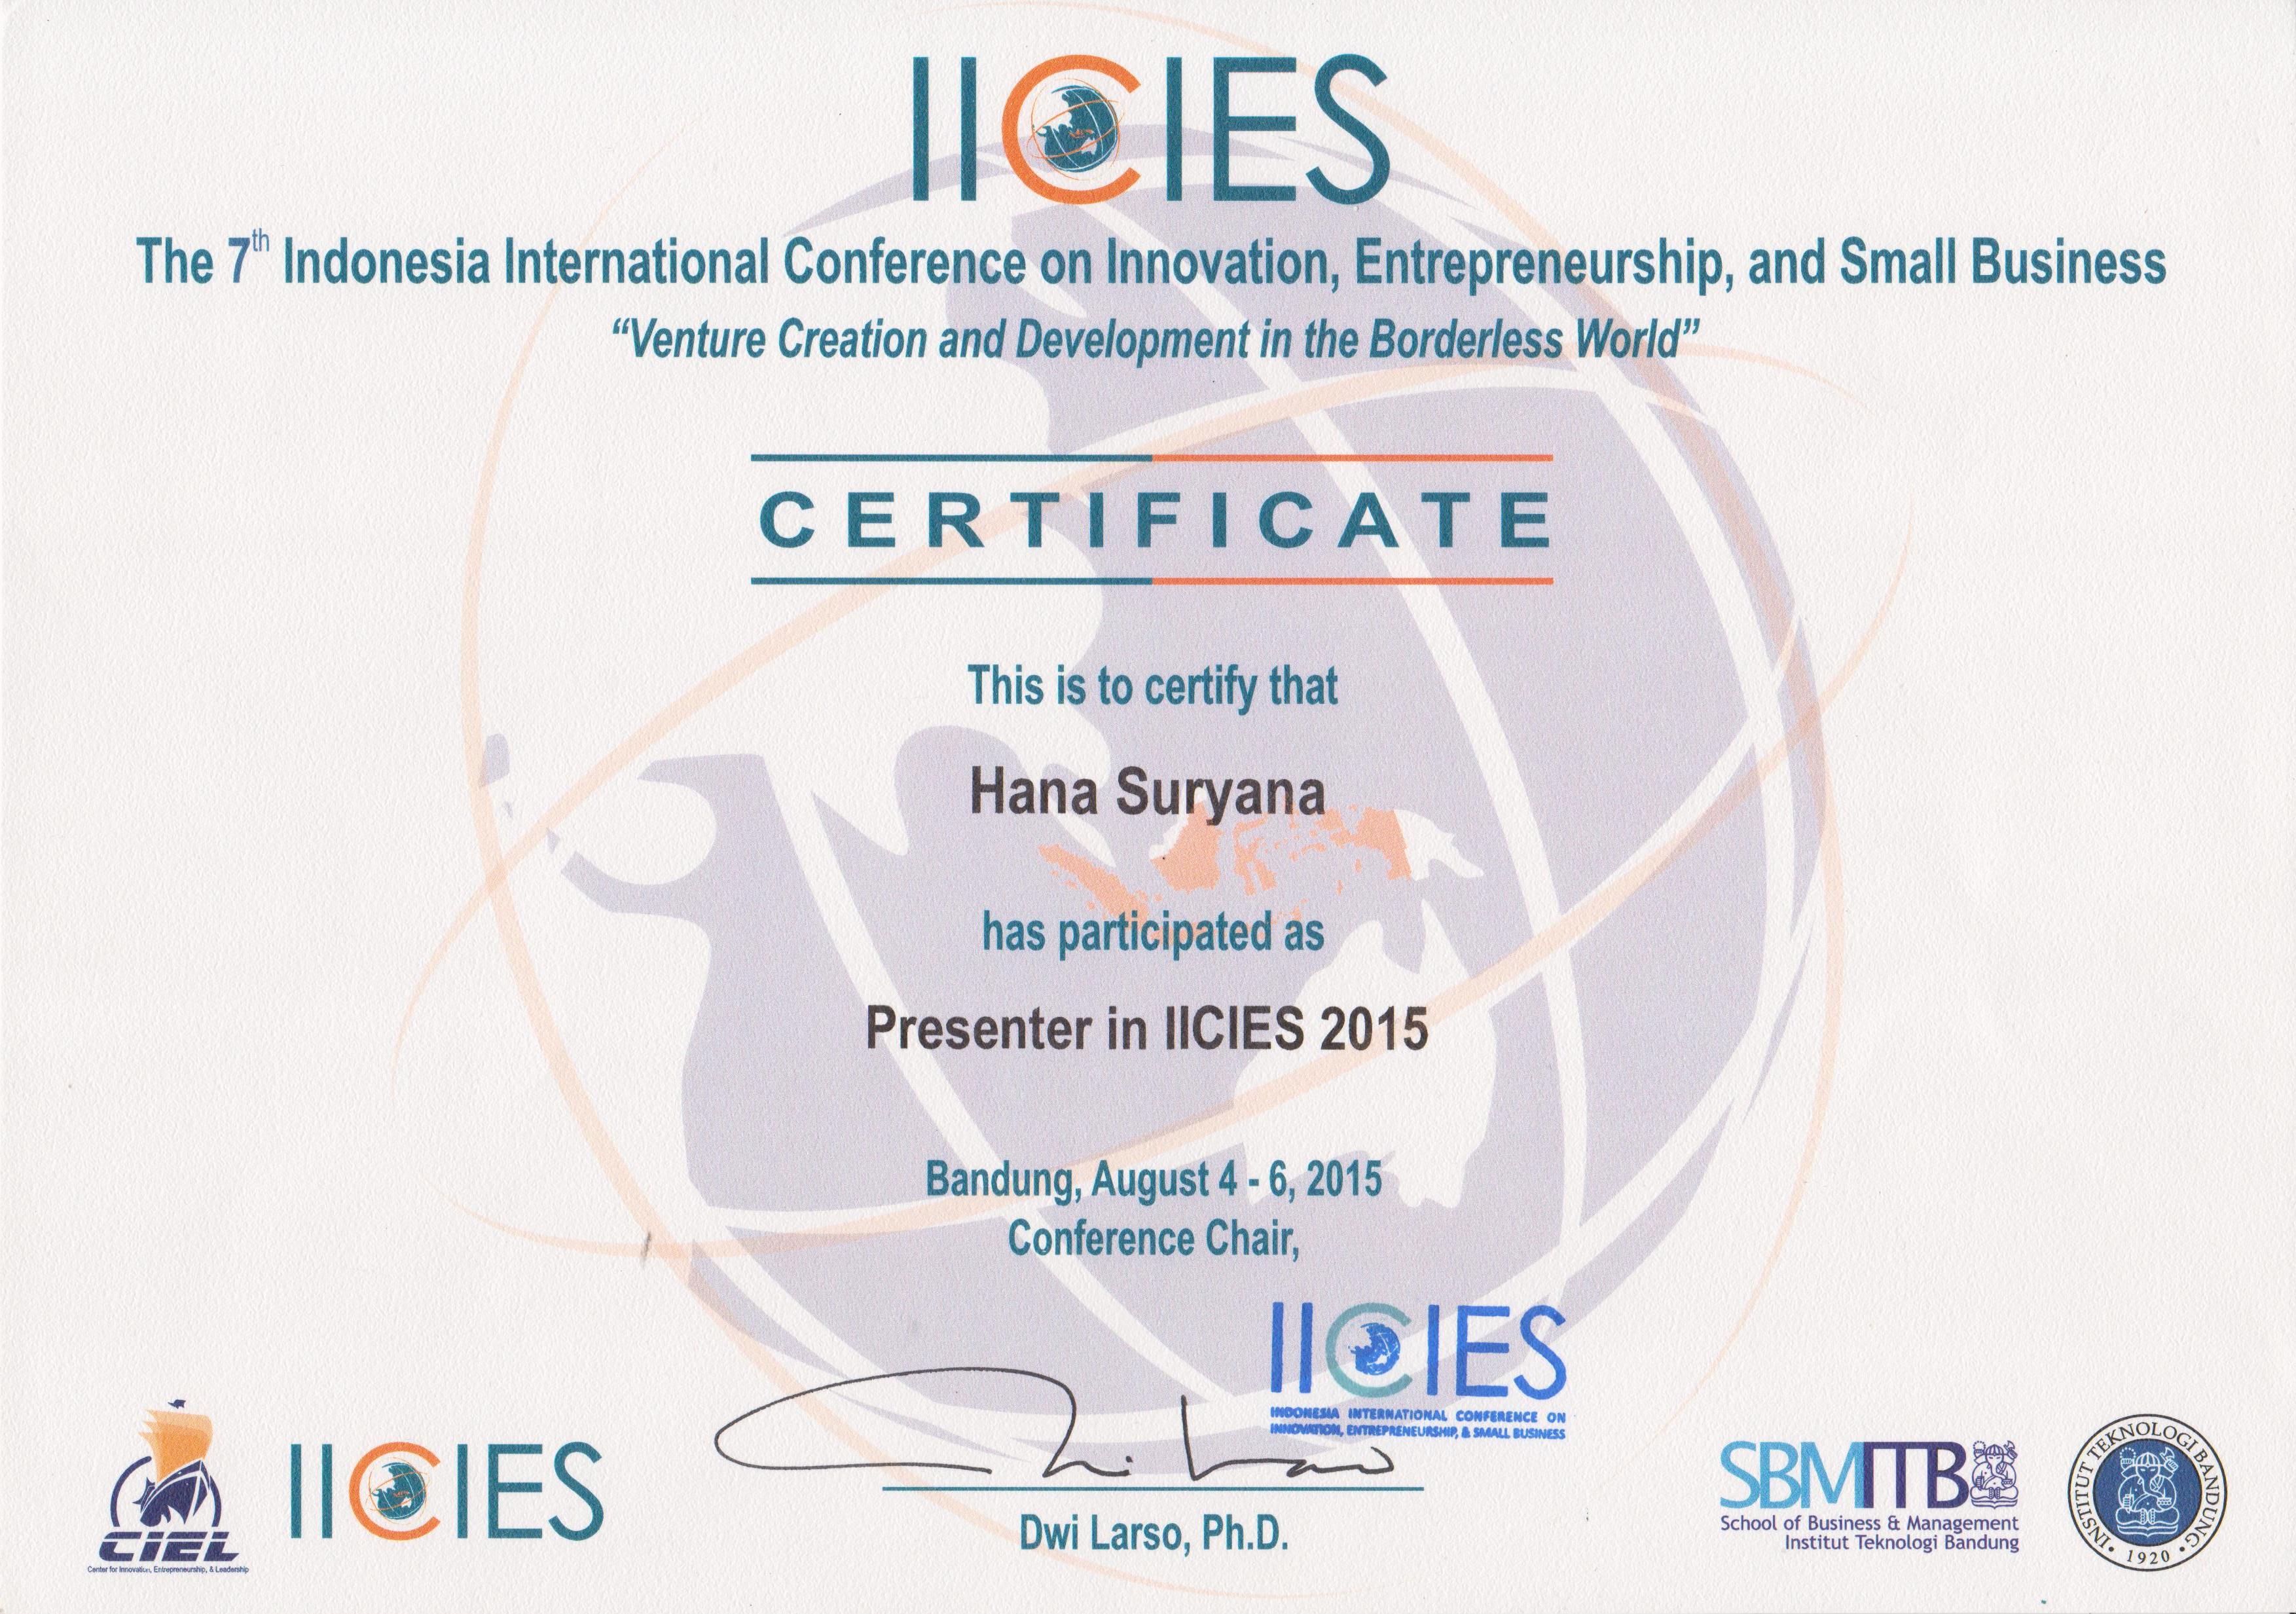 IICIES
The 7th Indonesia International Conference on Innovation, Entrepreneurship, and Small Business
“Venture Creation and Development in the Borderless World”
CERTIFICATE
This is to certify that
Hana Suryana
has participated as
Presenter in IICIES 2015
Bandung, August 4 - 6, 2015
Conference Chair,
IICIES
INDONESIA INTERNATIONAL CONFERENCE ON
INNOVATION, ENTREPRENEURSHIP, & SMALL BUSINESS
Dwi Larso, Ph.D.
CIEL
Center for Innovation, Entrepreneurship, & Leadership
IICIES
SBMITB
School of Business & Management
Institut Teknologi Bandung
INSTITUT TEKNOLOGI BANDUNG
1920